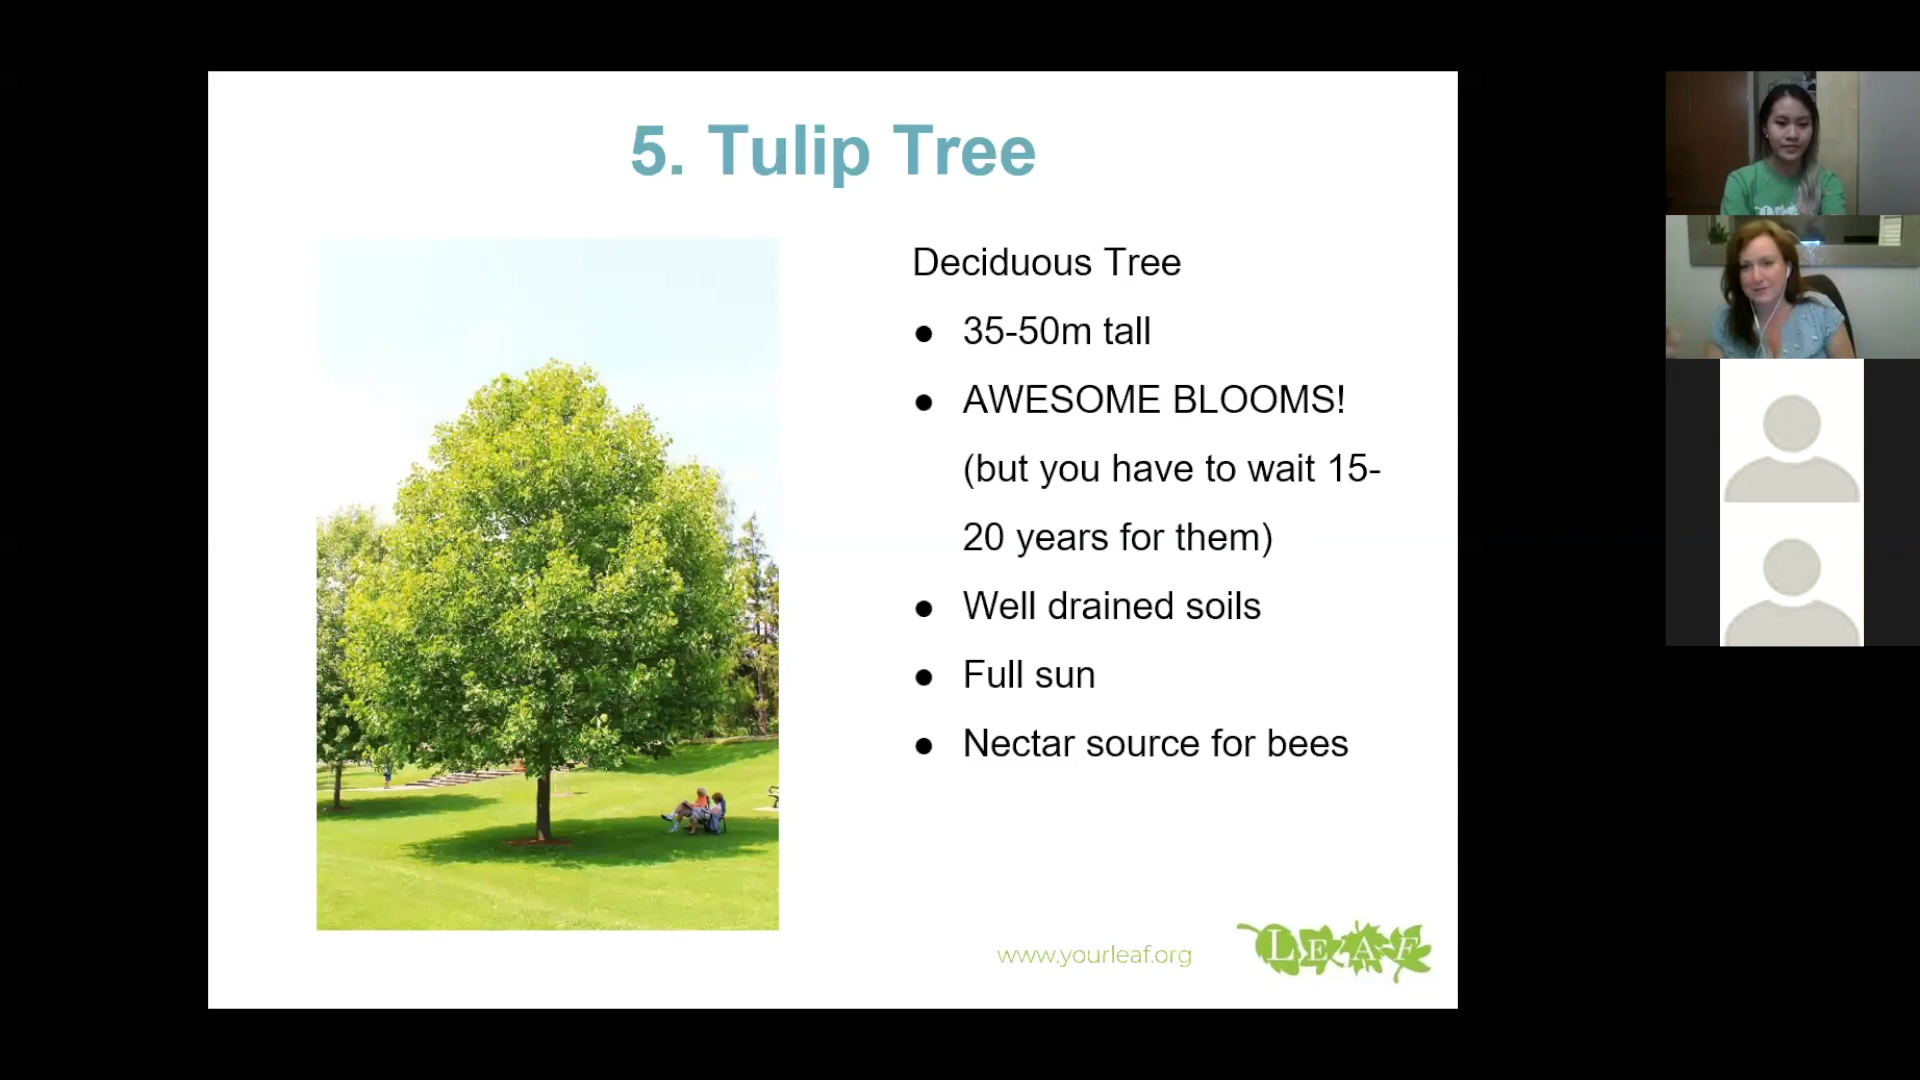 5. Tulip Tree
Deciduous Tree
● 35-50m tall
● AWESOME BLOOMS!
(but you have to wait 15-
20 years for them)
● Well drained soils
● Full sun
● Nectar source for bees
www.yourleaf.org
LEAF